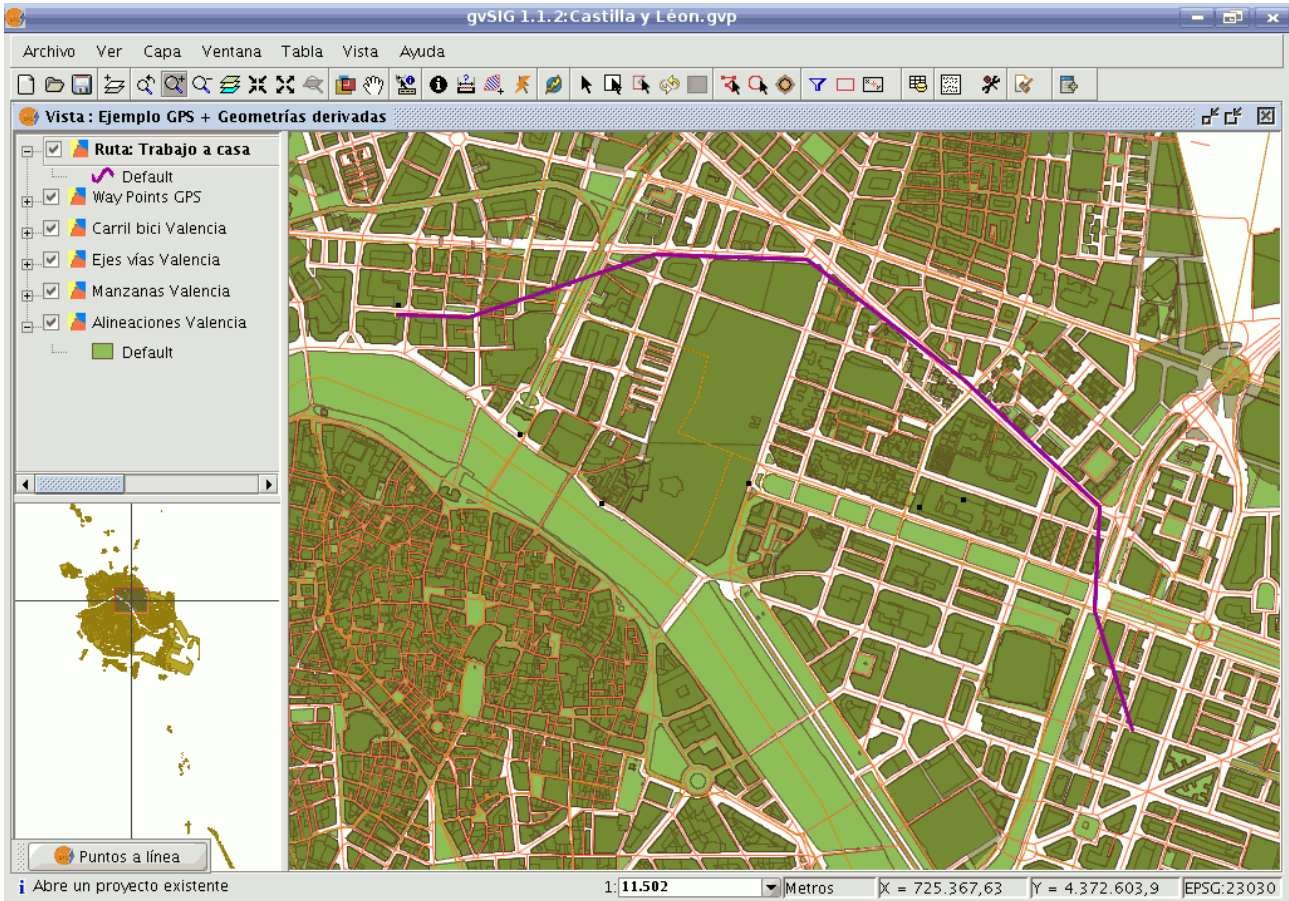 gvSIG 1.1.2:Castilla y Léon.gvp
Archivo Ver Capa Ventana Tabla Vista Ayuda
Vista : Ejemplo GPS + Geometrías derivadas
Ruta: Trabajo a casa
Default
Way Points GPS
Carril bici Valencia
Ejes vías Valencia
Manzanas Valencia
Alineaciones Valencia
Default
Puntos a línea
Abre un proyecto existente 1: 11.502 Metros X = 725.367,63 Y = 4.372.603,9 EPSG:23030